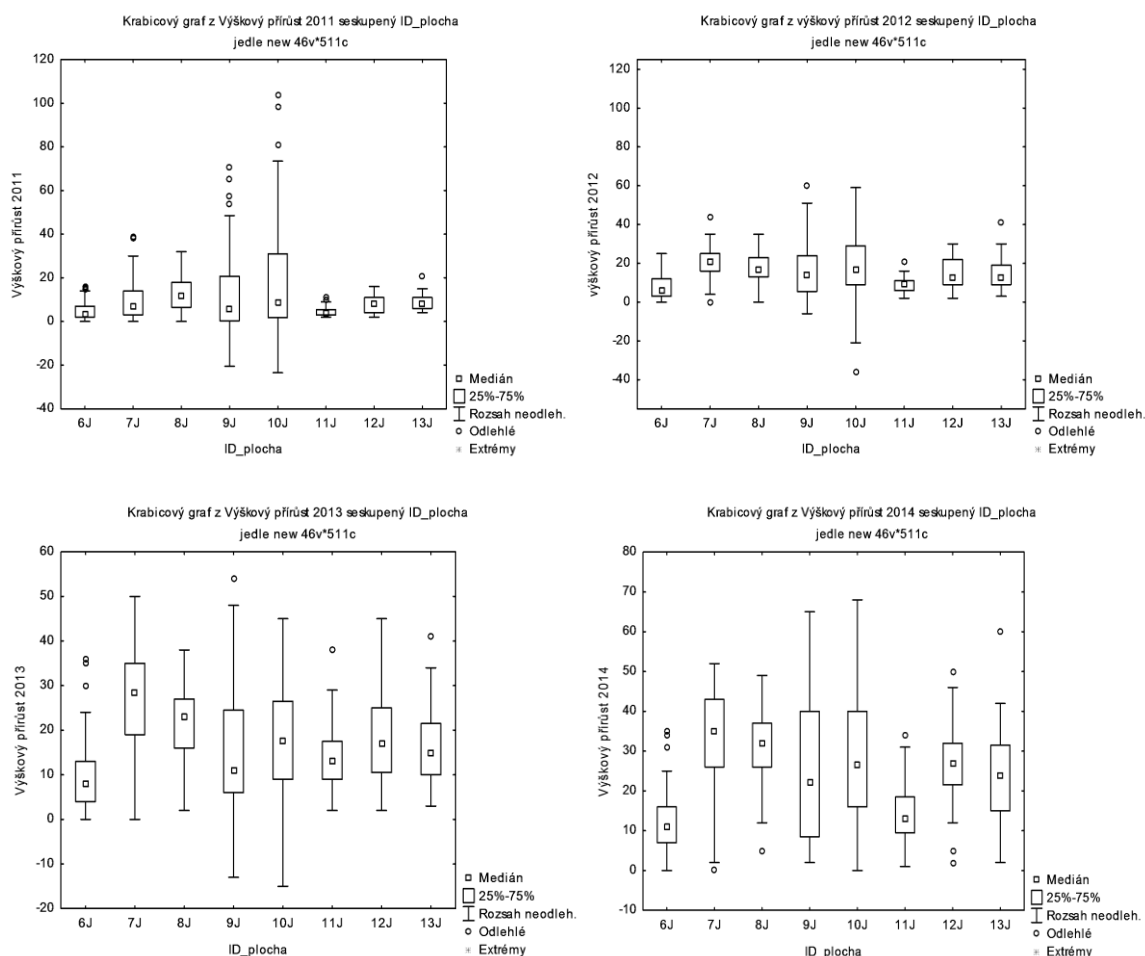 Krabicový graf z Výškový přírůst 2011 seskupený ID_plocha
jedle new 46v*511c
120
100
80
60
40
20
0
-20
-40
Výškový přírůst 2011
6J 7J 8J 9J 10J 11J 12J 13J
ID_plocha
Medián
25%-75%
Rozsah neodleh.
Odlehlé
Extrémy
Krabicový graf z výškový přírůst 2012 seskupený ID_plocha
jedle new 46v*511c
120
100
80
60
40
20
0
-20
-40
výškový přírůst 2012
6J 7J 8J 9J 10J 11J 12J 13J
ID_plocha
Medián
25%-75%
Rozsah neodleh.
Odlehlé
Extrémy
Krabicový graf z Výškový přírůst 2013 seskupený ID_plocha
jedle new 46v*511c
60
50
40
30
20
10
0
-10
-20
Výškový přírůst 2013
6J 7J 8J 9J 10J 11J 12J 13J
ID_plocha
Medián
25%-75%
Rozsah neodleh.
Odlehlé
Extrémy
Krabicový graf z Výškový přírůst 2014 seskupený ID_plocha
jedle new 46v*511c
80
70
60
50
40
30
20
10
0
-10
Výškový přírůst 2014
6J 7J 8J 9J 10J 11J 12J 13J
ID_plocha
Medián
25%-75%
Rozsah neodleh.
Odlehlé
Extrémy